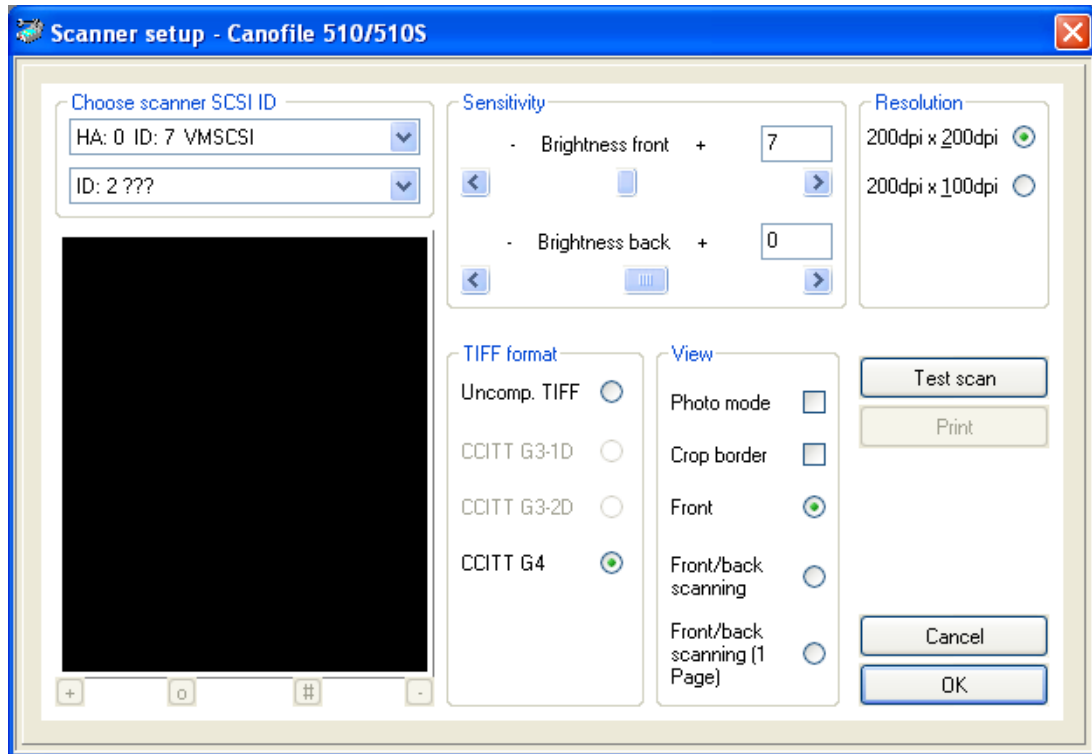 Scanner setup - Canofile 510/510S
Choose scanner SCSI ID
HA: 0 ID: 7 VMSCSI
ID: 2 ???
+
o
#
-
Sensitivity
- Brightness front + 7
- Brightness back + 0
Resolution
200dpi x 200dpi
200dpi x 100dpi
TIFF format
Uncomp. TIFF
CCITT G3-1D
CCITT G3-2D
CCITT G4
View
Photo mode
Crop border
Front
Front/back
scanning
Front/back
scanning (1
Page)
Test scan
Print
Cancel
OK